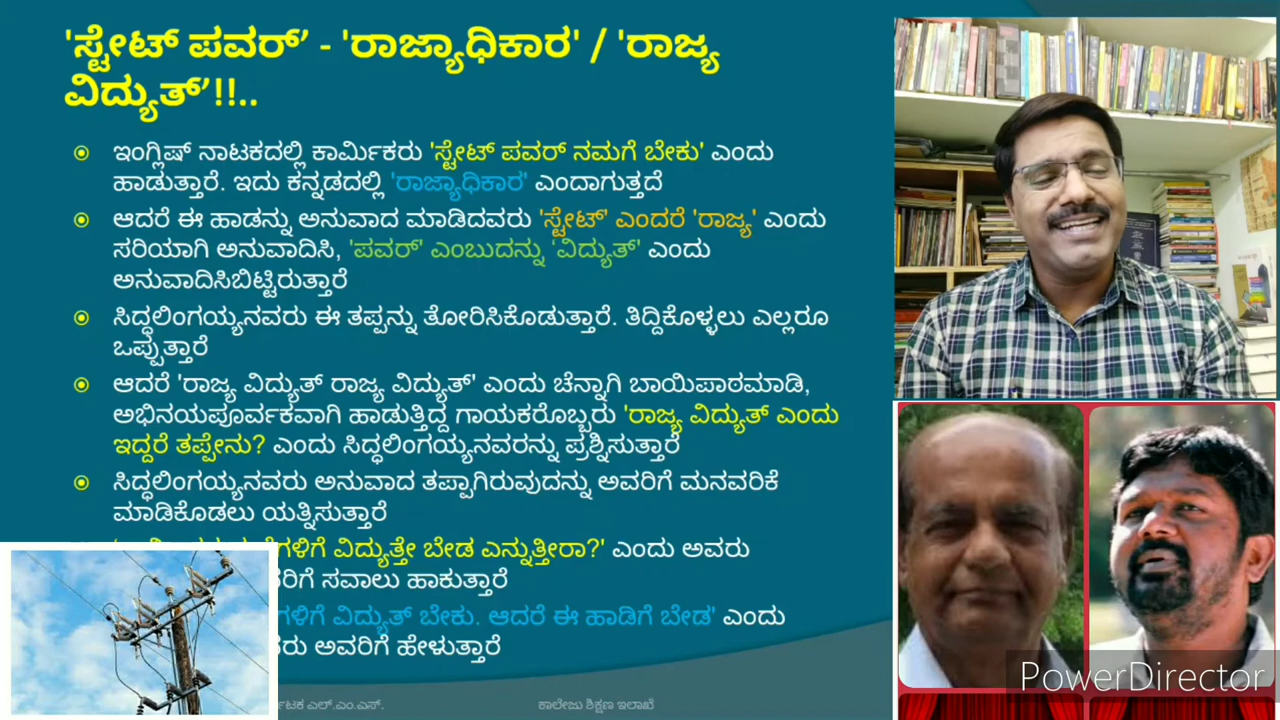 'ಸ್ಟೇಟ್ ಪವರ್' - 'ರಾಜ್ಯಾಧಿಕಾರ' / 'ರಾಜ್ಯ
ವಿದ್ಯುತ್'!!..
ಇಂಗ್ಲಿಷ್ ನಾಟಕದಲ್ಲಿ ಕಾರ್ಮಿಕರು 'ಸ್ಟೇಟ್ ಪವರ್ ನಮಗೆ ಬೇಕು' ಎಂದು
ಹಾಡುತ್ತಾರೆ. ಇದು ಕನ್ನಡದಲ್ಲಿ 'ರಾಜ್ಯಾಧಿಕಾರ' ಎಂದಾಗುತ್ತದೆ
ಆದರೆ ಈ ಹಾಡನ್ನು ಅನುವಾದ ಮಾಡಿದವರು 'ಸ್ಟೇಟ್' ಎಂದರೆ 'ರಾಜ್ಯ' ಎಂದು
ಸರಿಯಾಗಿ ಅನುವಾದಿಸಿ, 'ಪವರ್' ಎಂಬುದನ್ನು 'ವಿದ್ಯುತ್' ಎಂದು
ಅನುವಾದಿಸಿಬಿಟ್ಟಿರುತ್ತಾರೆ
ಸಿದ್ಧಲಿಂಗಯ್ಯನವರು ಈ ತಪ್ಪನ್ನು ತೋರಿಸಿಕೊಡುತ್ತಾರೆ. ತಿದ್ದಿಕೊಳ್ಳಲು ಎಲ್ಲರೂ
ಒಪ್ಪುತ್ತಾರೆ
ಆದರೆ 'ರಾಜ್ಯ ವಿದ್ಯುತ್ ರಾಜ್ಯ ವಿದ್ಯುತ್' ಎಂದು ಚೆನ್ನಾಗಿ ಬಾಯಿಪಾಠಮಾಡಿ,
ಅಭಿನಯಪೂರ್ವಕವಾಗಿ ಹಾಡುತ್ತಿದ್ದ ಗಾಯಕರೊಬ್ಬರು 'ರಾಜ್ಯ ವಿದ್ಯುತ್ ಎಂದು
ಇದ್ದರೆ ತಪ್ಪೇನು? ಎಂದು ಸಿದ್ಧಲಿಂಗಯ್ಯನವರನ್ನು ಪ್ರಶ್ನಿಸುತ್ತಾರೆ
ಸಿದ್ಧಲಿಂಗಯ್ಯನವರು ಅನುವಾದ ತಪ್ಪಾಗಿರುವುದನ್ನು ಅವರಿಗೆ ಮನವರಿಕೆ
ಮಾಡಿಕೊಡಲು ಯತ್ನಿಸುತ್ತಾರೆ
ಗಳಿಗೆ ವಿದ್ಯುತ್ತೇ ಬೇಡ ಎನ್ನುತ್ತೀರಾ?' ಎಂದು ಅವರು
ರಿಗೆ ಸವಾಲು ಹಾಕುತ್ತಾರೆ
ಗಳಿಗೆ ವಿದ್ಯುತ್ ಬೇಕು. ಆದರೆ ಈ ಹಾಡಿಗೆ ಬೇಡ' ಎಂದು
ರು ಅವರಿಗೆ ಹೇಳುತ್ತಾರೆ
ಎಲ್.ಎಂ.ಎಸ್. ಕಾಲೇಜು ಶಿಕ್ಷಣ ಇಲಾಖೆ
PowerDirector